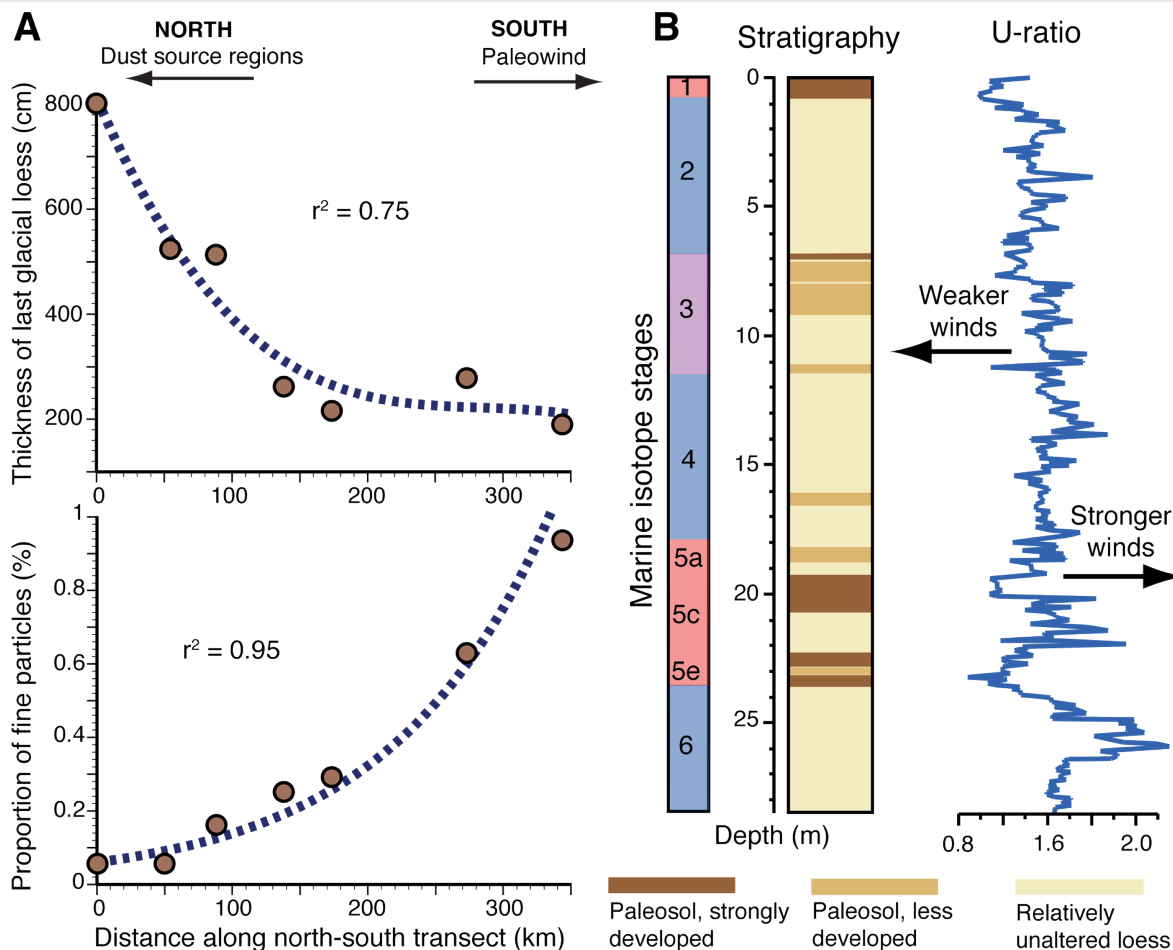 A
NORTH
Dust source regions
SOUTH
Paleowind
Thickness of last glacial loess (cm)
800
600
400
200
r² = 0.75
0
100
200
300
Proportion of fine particles (%)
1
0.8
0.6
0.4
0.2
0
r² = 0.95
0
100
200
300
Distance along north-south transect (km)
B
Stratigraphy
U-ratio
Marine isotope stages
1
2
3
4
5a
5c
5e
6
0
5
10
15
20
25
Depth (m)
Weaker
winds
Stronger
winds
0.8
1.6
2.0
Paleosol, strongly
developed
Paleosol, less
developed
Relatively
unaltered loess